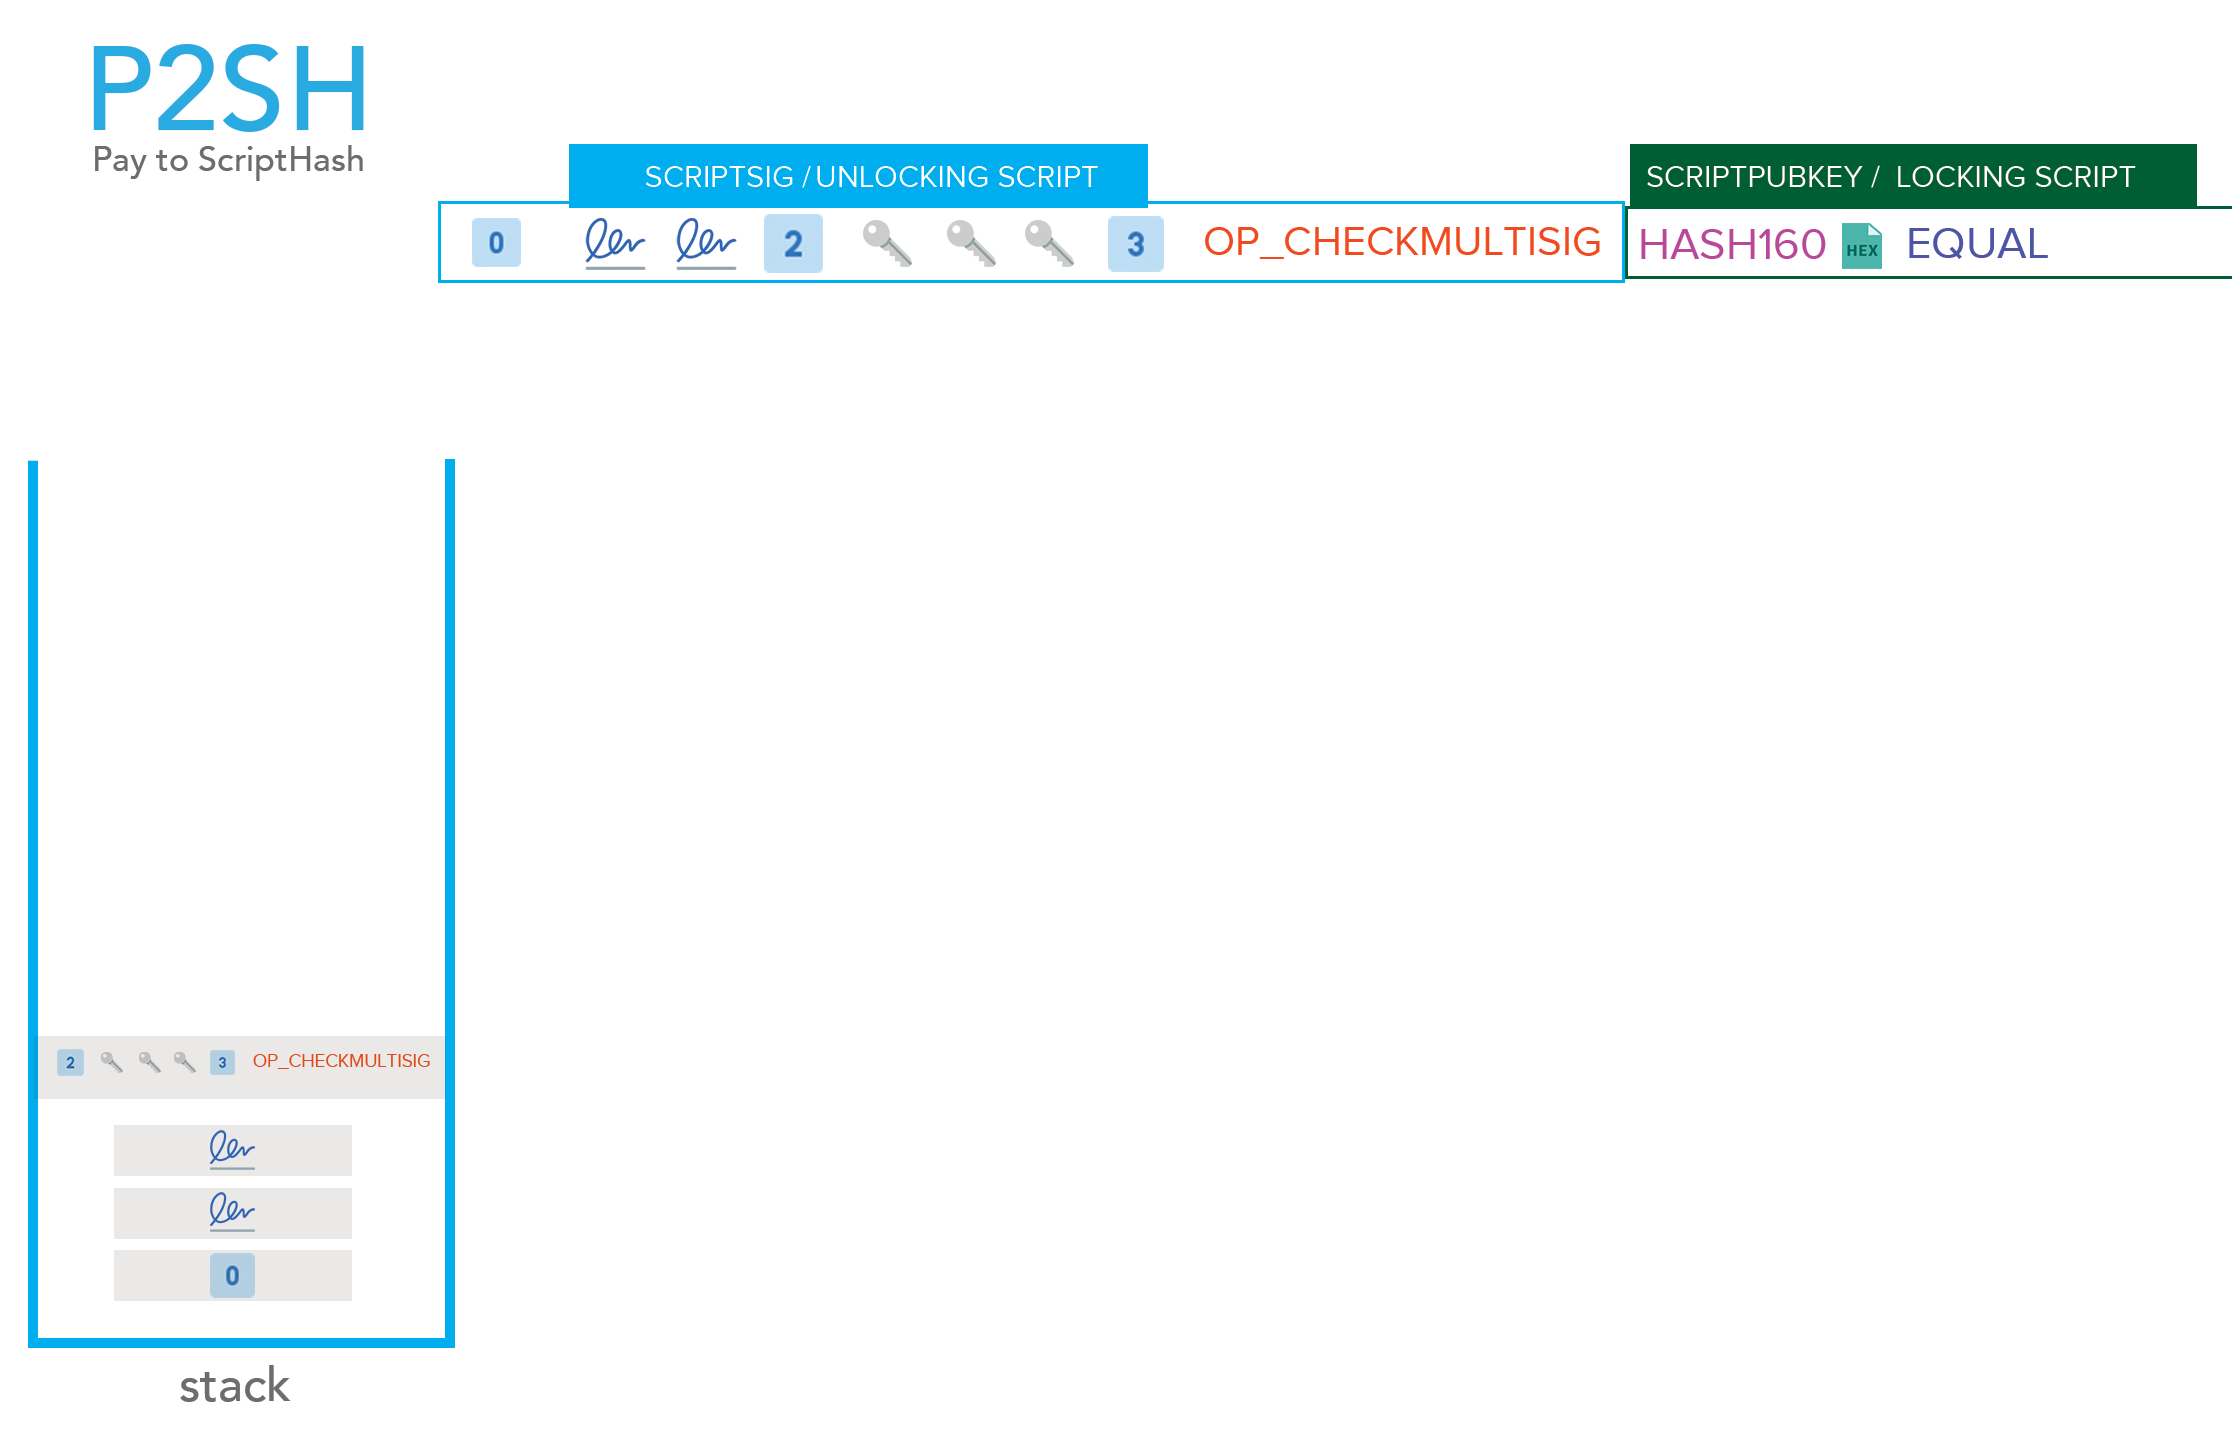 P2SH
Pay to ScriptHash
SCRIPTSIG / UNLOCKING SCRIPT
SCRIPTPUBKEY / LOCKING SCRIPT
0 2 3 OP_CHECKMULTISIG HASH160 HEX EQUAL
2 3 OP_CHECKMULTISIG
0
stack